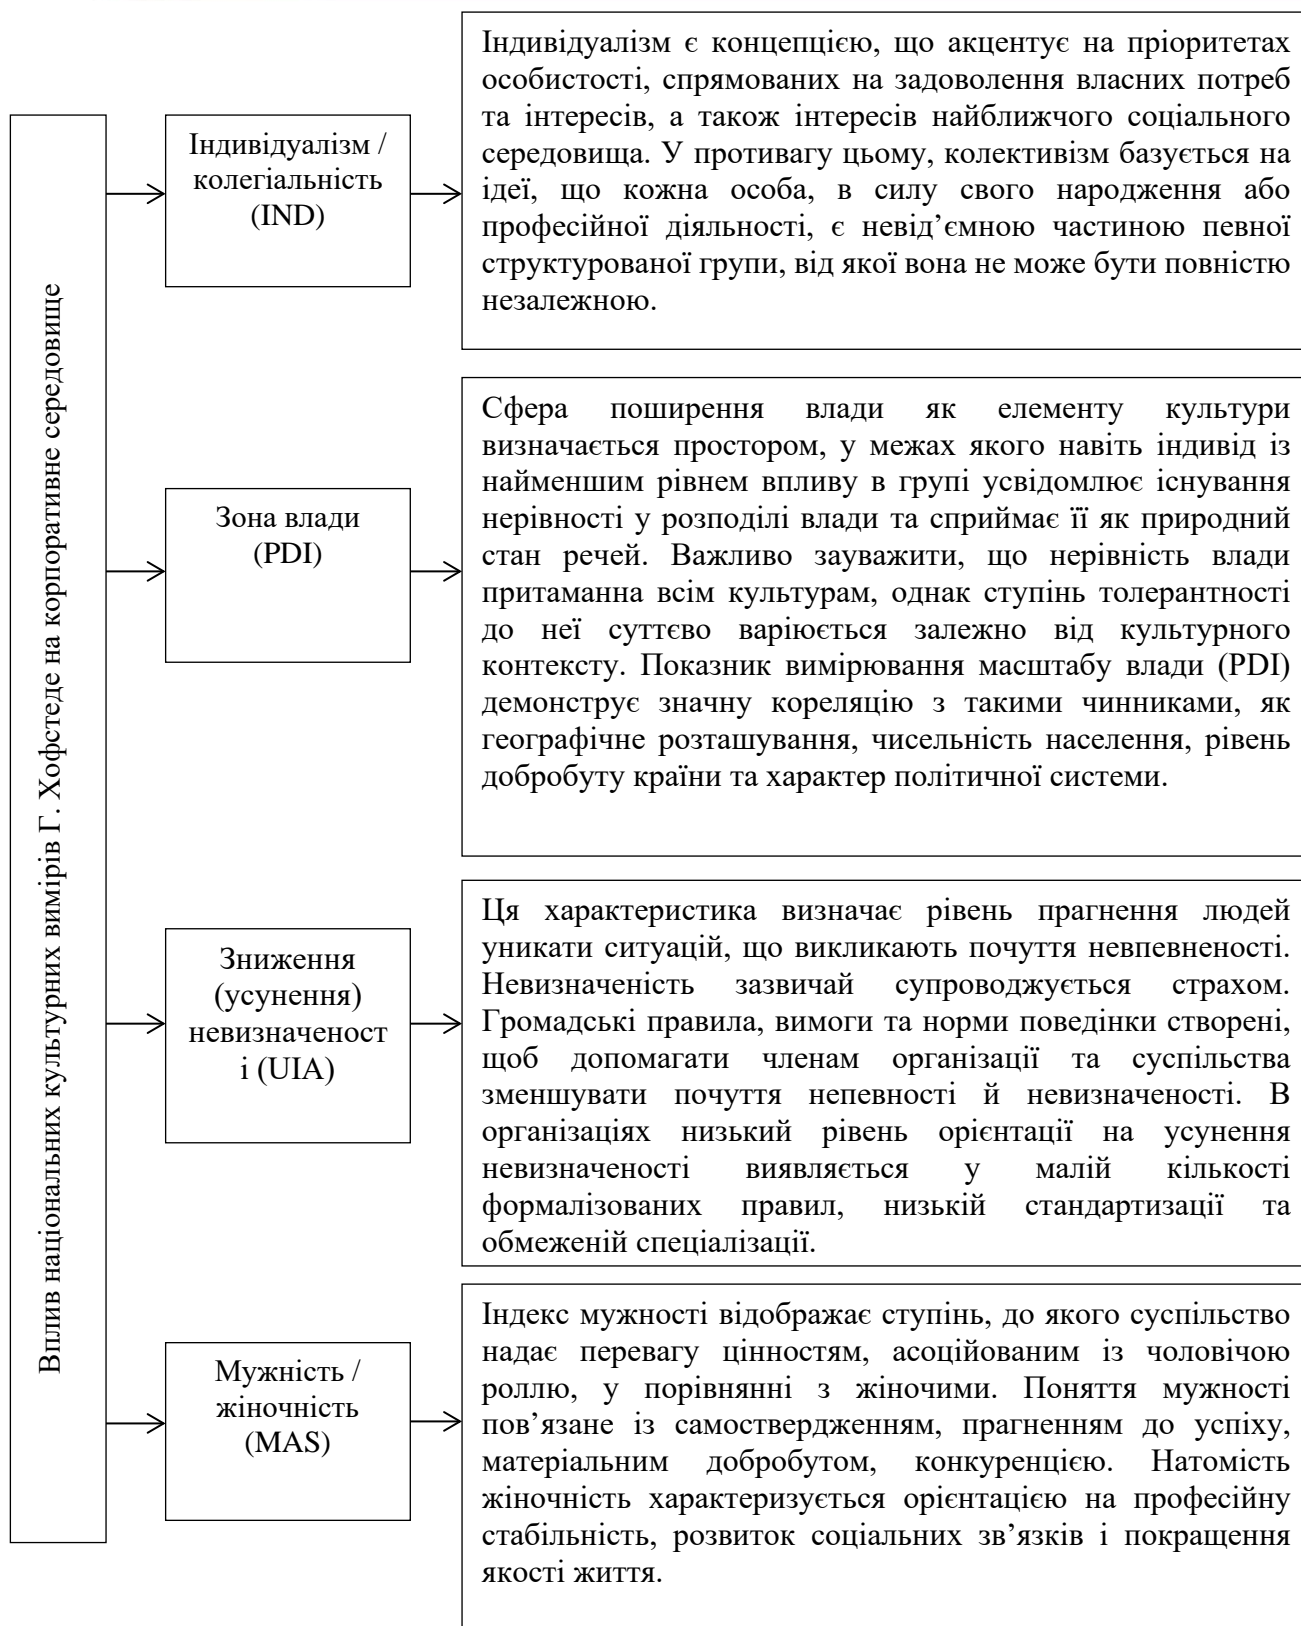 Вплив національних культурних вимірів Г. Хофстеде на корпоративне середовище
Індивідуалізм /
колегіальність
(IND)
Індивідуалізм є концепцією, що акцентує на пріоритетах
особистості, спрямованих на задоволення власних потреб
та інтересів, а також інтересів найближчого соціального
середовища. У противагу цьому, колективізм базується на
ідеї, що кожна особа, в силу свого народження або
професійної діяльності, є невід’ємною частиною певної
структурованої групи, від якої вона не може бути повністю
незалежною.
Зона влади
(PDI)
Сфера поширення влади як елементу культури
визначається простором, у межах якого навіть індивід із
найменшим рівнем впливу в групі усвідомлює існування
нерівності у розподілі влади та сприймає її як природний
стан речей. Важливо зауважити, що нерівність влади
притаманна всім культурам, однак ступінь толерантності
до неї суттєво варіюється залежно від культурного
контексту. Показник вимірювання масштабу влади (PDI)
демонструє значну кореляцію з такими чинниками, як
географічне розташування, чисельність населення, рівень
добробуту країни та характер політичної системи.
Зниження
(усунення)
невизначеност
і (UIA)
Ця характеристика визначає рівень прагнення людей
уникати ситуацій, що викликають почуття невпевненості.
Невизначеність зазвичай супроводжується страхом.
Громадські правила, вимоги та норми поведінки створені,
щоб допомагати членам організації та суспільства
зменшувати почуття непевності й невизначеності. В
організаціях низький рівень орієнтації на усунення
невизначеності виявляється у малій кількості
формалізованих правил, низькій стандартизації та
обмеженій спеціалізації.
Мужність /
жіночність
(MAS)
Індекс мужності відображає ступінь, до якого суспільство
надає перевагу цінностям, асоційованим із чоловічою
роллю, у порівнянні з жіночими. Поняття мужності
пов’язане із самоствердженням, прагненням до успіху,
матеріальним добробутом, конкуренцією. Натомість
жіночність характеризується орієнтацією на професійну
стабільність, розвиток соціальних зв’язків і покращення
якості життя.